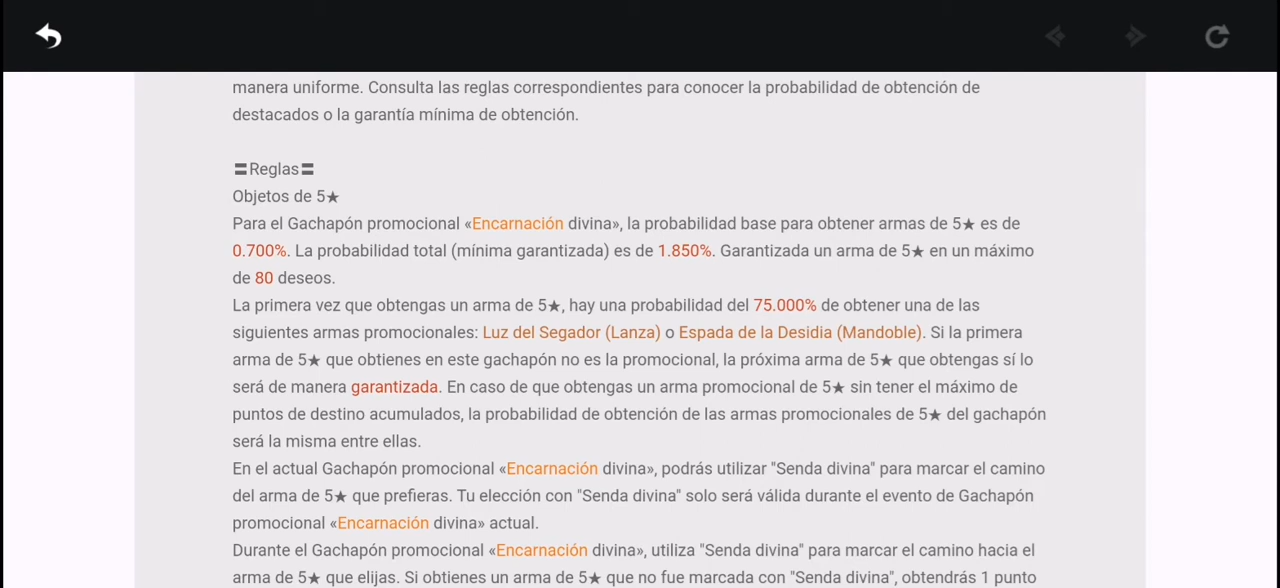 manera uniforme. Consulta las reglas correspondientes para conocer la probabilidad de obtención de
destacados o la garantía mínima de obtención.
〓Reglas〓
Objetos de 5★
Para el Gachapón promocional «Encarnación divina», la probabilidad base para obtener armas de 5★ es de
0.700%. La probabilidad total (mínima garantizada) es de 1.850%. Garantizada un arma de 5★ en un máximo
de 80 deseos.
La primera vez que obtengas un arma de 5★, hay una probabilidad del 75.000% de obtener una de las
siguientes armas promocionales: Luz del Segador (Lanza) o Espada de la Desidia (Mandoble). Si la primera
arma de 5★ que obtienes en este gachapón no es la promocional, la próxima arma de 5★ que obtengas sí lo
será de manera garantizada. En caso de que obtengas un arma promocional de 5★ sin tener el máximo de
puntos de destino acumulados, la probabilidad de obtención de las armas promocionales de 5★ del gachapón
será la misma entre ellas.
En el actual Gachapón promocional «Encarnación divina», podrás utilizar "Senda divina" para marcar el camino
del arma de 5★ que prefieras. Tu elección con "Senda divina" solo será válida durante el evento de Gachapón
promocional «Encarnación divina» actual.
Durante el Gachapón promocional «Encarnación divina», utiliza "Senda divina" para marcar el camino hacia el
arma de 5★ que elijas. Si obtienes un arma de 5★ que no fue marcada con "Senda divina", obtendrás 1 punto